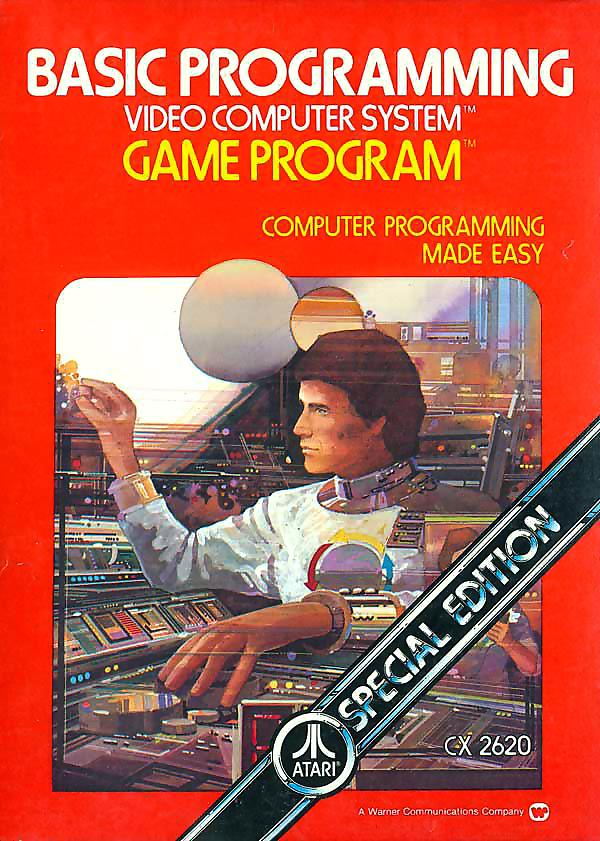 BASIC PROGRAMMING
VIDEO COMPUTER SYSTEM™
GAME PROGRAM™
COMPUTER PROGRAMMING
MADE EASY
SPECIAL EDITION
ATARI
CX 2620
A Warner Communications Company